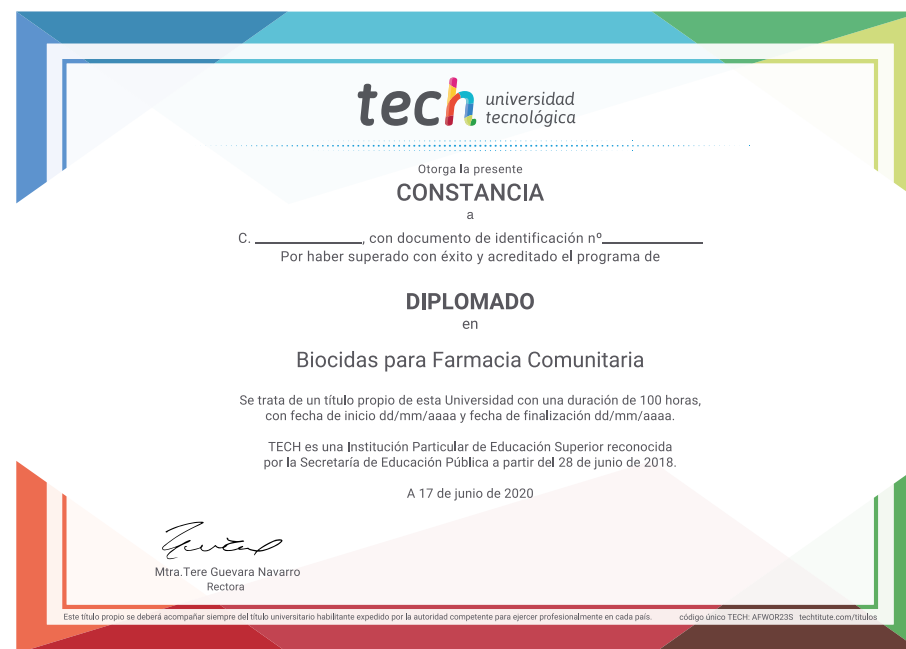 tech universidad
tecnológica
Otorga la presente
CONSTANCIA
a
C. ____________, con documento de identificación nº____________
Por haber superado con éxito y acreditado el programa de
DIPLOMADO
en
Biocidas para Farmacia Comunitaria
Se trata de un título propio de esta Universidad con una duración de 100 horas,
con fecha de inicio dd/mm/aaaa y fecha de finalización dd/mm/aaaa.
TECH es una Institución Particular de Educación Superior reconocida
por la Secretaría de Educación Pública a partir del 28 de junio de 2018.
A 17 de junio de 2020
Mtra.Tere Guevara Navarro
Rectora
Este título propio se deberá acompañar siempre del título universitario habilitante expedido por la autoridad competente para ejercer profesionalmente en cada país. código único TECH: AFWOR23S techtitute.com/titulos